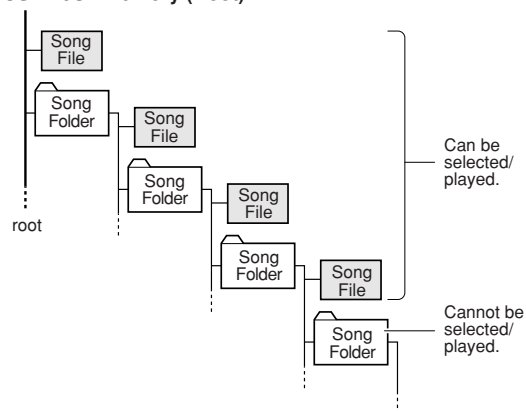 Song
File
Song
Folder
Song
File
Song
Folder
Song
File
Song
Folder
Song
File
Song
Folder
Can be
selected/
played.
Cannot be
selected/
played.
root